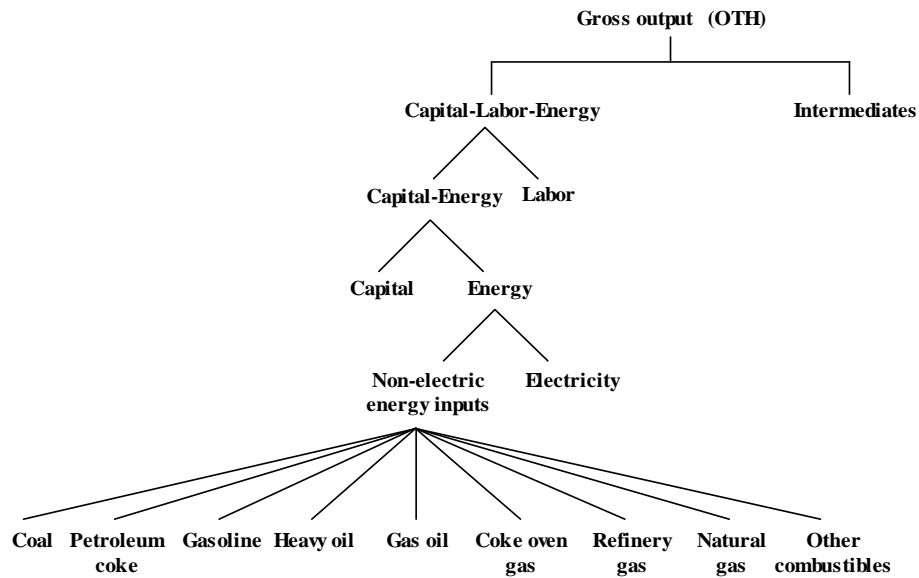 Gross output (OTH)
Capital-Labor-Energy
Intermediates
Capital-Energy
Labor
Capital
Energy
Non-electric
energy inputs
Electricity
Coal
Petroleum
coke
Gasoline
Heavy oil
Gas oil
Coke oven
gas
Refinery
gas
Natural
gas
Other
combustibles